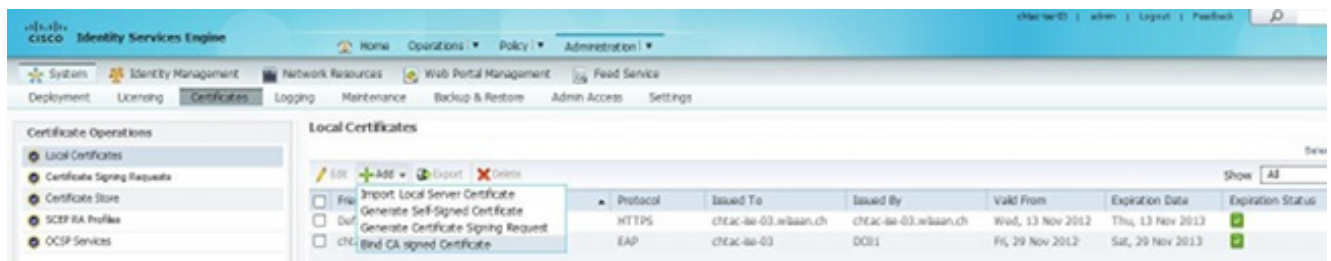 chtac-ise-03 | admin | Logout | Feedback
cisco Identity Services Engine
Home Operations Policy Administration
System Identity Management Network Resources Web Portal Management Feed Service
Deployment Licensing Certificates Logging Maintenance Backup & Restore Admin Access Settings
Certificate Operations
Local Certificates
Certificate Signing Requests
Certificate Store
SCEP RA Profiles
OCSP Services
Local Certificates
Edit Add Export Delete
Show All
Import Local Server Certificate
Generate Self-Signed Certificate
Generate Certificate Signing Request
Bind CA signed Certificate
Protocol Issued To Issued By Valid From Expiration Date Expiration Status
HTTPS chtac-ise-03.wlaaan.ch chtac-ise-03.wlaaan.ch Wed, 13 Nov 2012 Thu, 13 Nov 2013
EAP chtac-ise-03 DC01 Fri, 29 Nov 2012 Sat, 29 Nov 2013